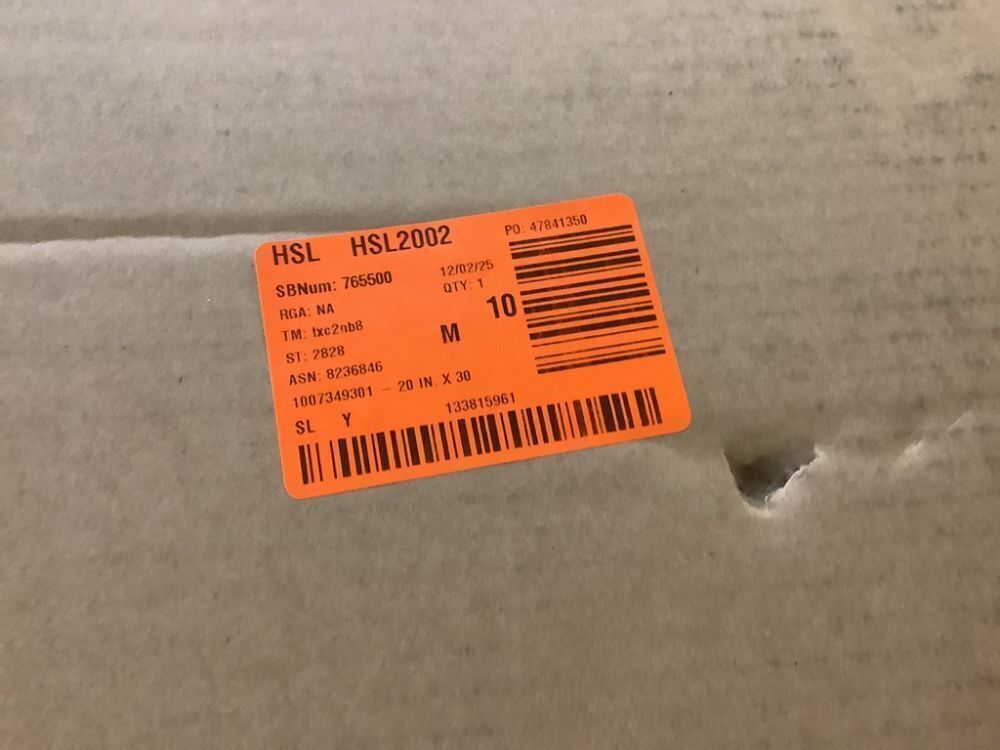 HSL HSL2002
PO: 47841350
SBNum: 765500
12/02/25
RGA: NA
QTY: 1
TM: txc2nb8
M
10
ST: 2828
ASN: 8236846
1007349301 - 20 IN. X 30
SL Y
133815961